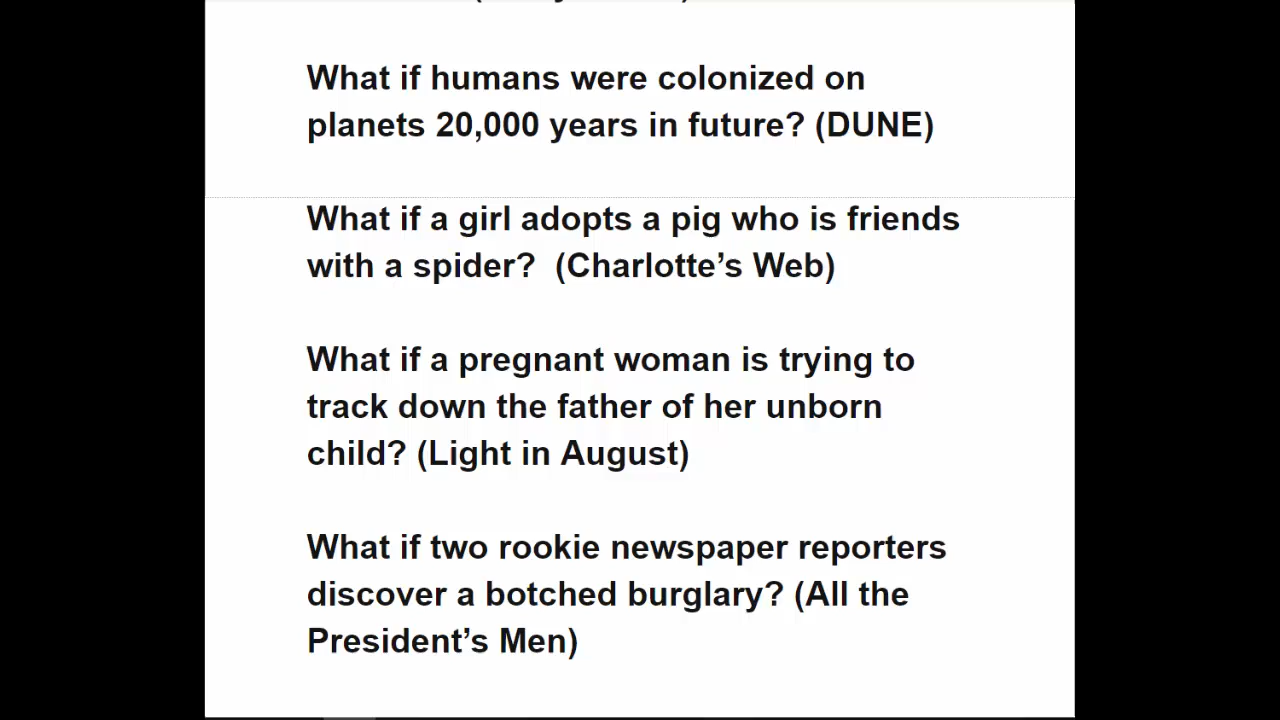 What if humans were colonized on
planets 20,000 years in future? (DUNE)
What if a girl adopts a pig who is friends
with a spider?  (Charlotte’s Web)
What if a pregnant woman is trying to
track down the father of her unborn
child? (Light in August)
What if two rookie newspaper reporters
discover a botched burglary? (All the
President’s Men)